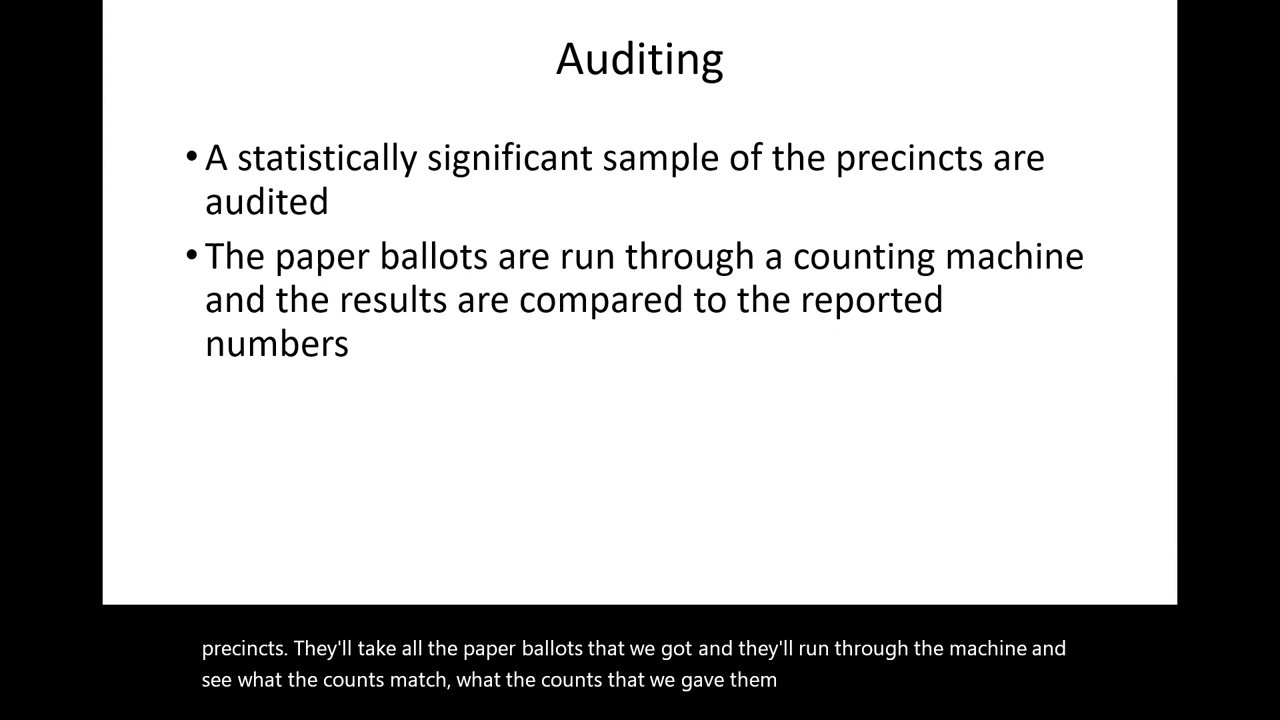 Auditing
• A statistically significant sample of the precincts are
audited
• The paper ballots are run through a counting machine
and the results are compared to the reported
numbers
precincts. They'll take all the paper ballots that we got and they'll run through the machine and
see what the counts match, what the counts that we gave them